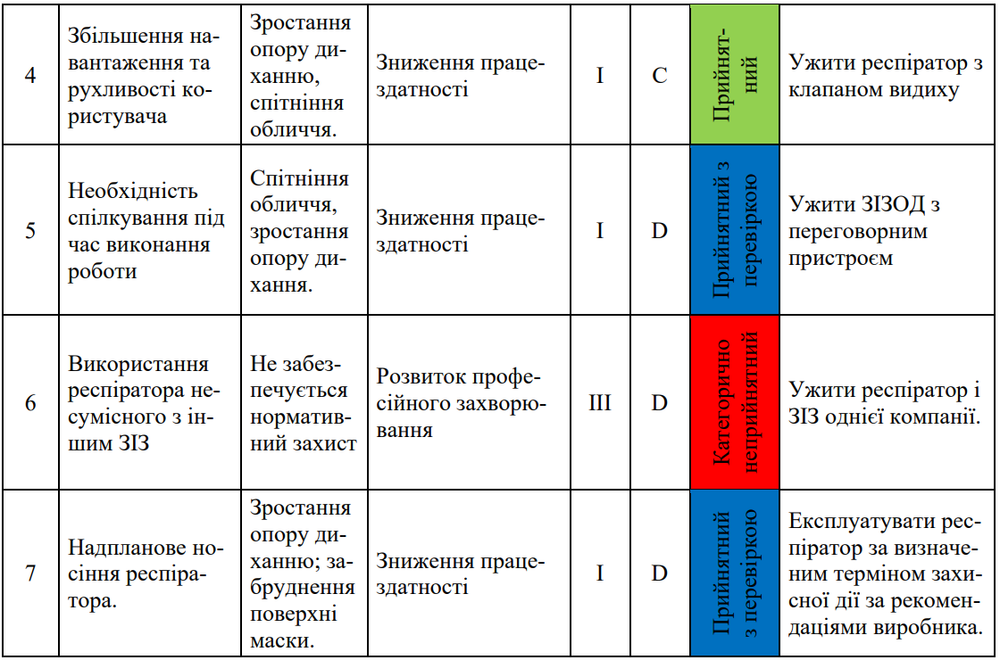 4
Збільшення на-
вантаження та
рухливості ко-
ристувача
Зростання
опору ди-
ханню,
спітніння
обличчя.
Зниження праце-
здатності
I
C
Прийнят-
ний
Ужити респіратор з
клапаном видиху
5
Необхідність
спілкування під
час виконання
роботи
Спітніння
обличчя,
зростання
опору ди-
хання.
Зниження праце-
здатності
I
D
Прийнятний з
перевіркою
Ужити ЗІЗОД з
переговорним
пристроєм
6
Використання
респіратора не-
сумісного з ін-
шим ЗІЗ
Не забез-
печується
норматив-
ний захист
Розвиток профе-
сійного захворю-
вання
III
D
Категорично
неприйнятний
Ужити респіратор і
ЗІЗ однієї компанії.
7
Надпланове но-
сіння респіра-
тора.
Зростання
опору ди-
ханню; за-
бруднення
поверхні
маски.
Зниження праце-
здатності
I
D
Прийнятний
з перевіркою
Експлуатувати рес-
піратор за визначе-
ним терміном захи-
сної дії за рекомен-
даціями виробника.